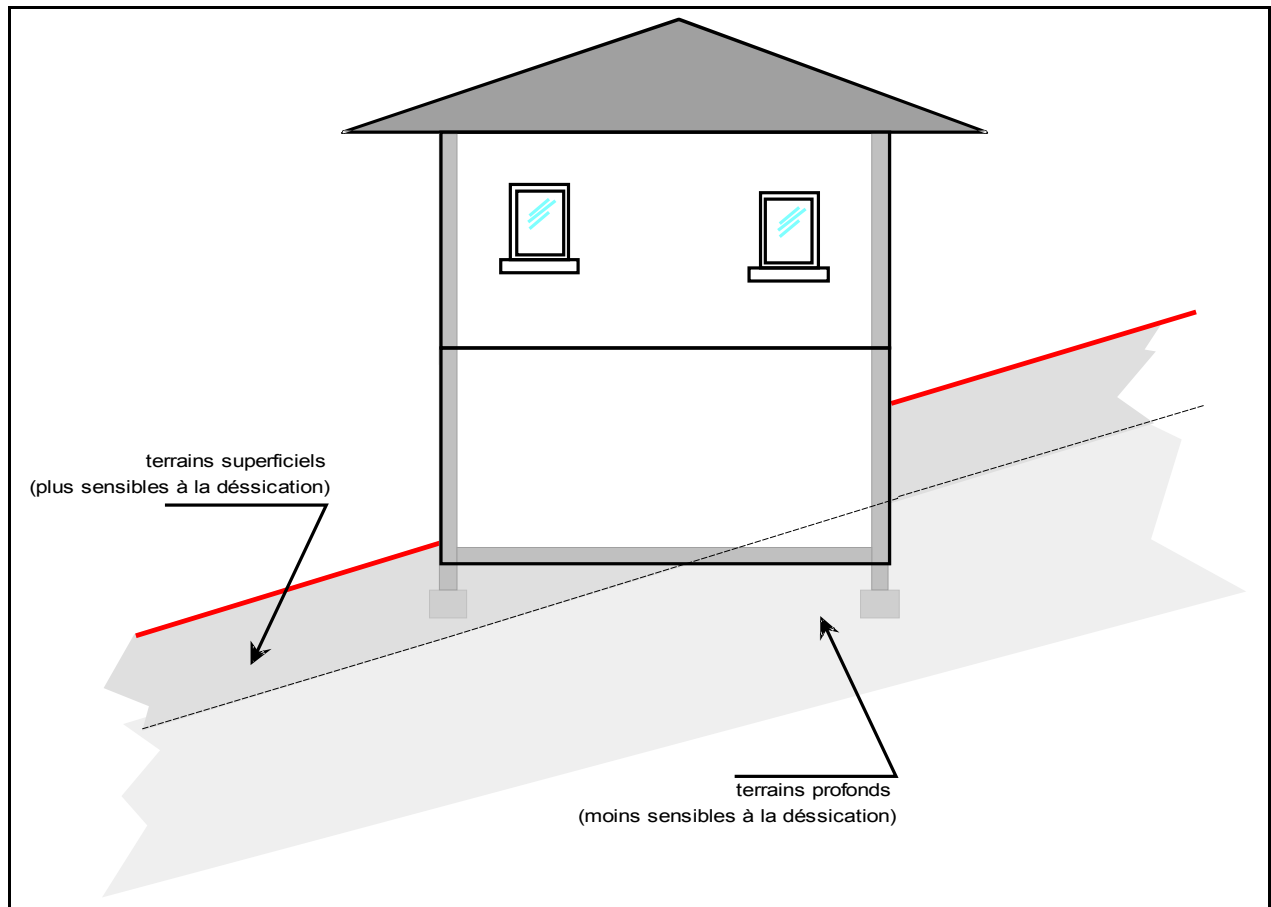 terrains superficiels
(plus sensibles à la déssication)
terrains profonds
(moins sensibles à la déssication)